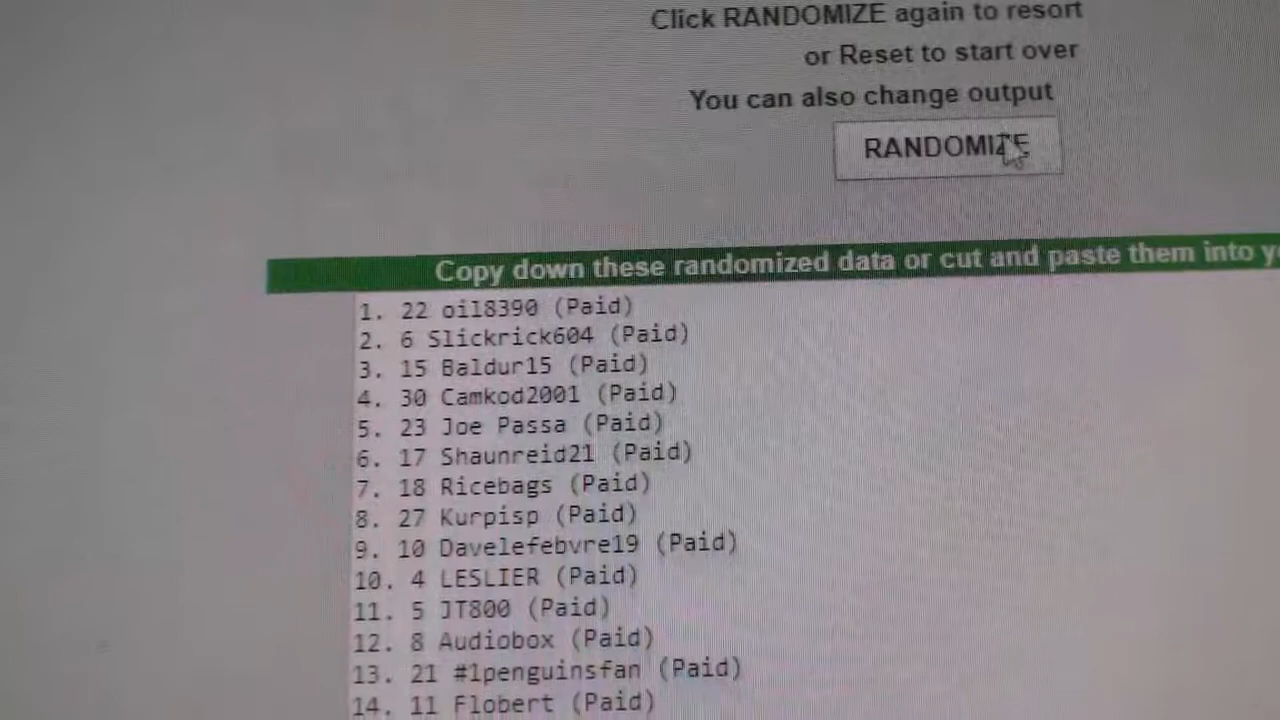 Click RANDOMIZE again to resort
or Reset to start over
You can also change output
RANDOMIZE
Copy down these randomized data or cut and paste them into
1. 22 oil8390 (Paid)
2. 6 Slickrick604 (Paid)
3. 15 Baldur15 (Paid)
4. 30 Camkod2001 (Paid)
5. 23 Joe Passa (Paid)
6. 17 Shaunreid21 (Paid)
7. 18 Ricebags (Paid)
8. 27 Kurpisp (Paid)
9. 10 Davelefebvre19 (Paid)
10. 4 LESLIER (Paid)
11. 5 JT800 (Paid)
12. 8 Audiobox (Paid)
13. 21 #1penguinsfan (Paid)
14. 11 Flobert (Paid)